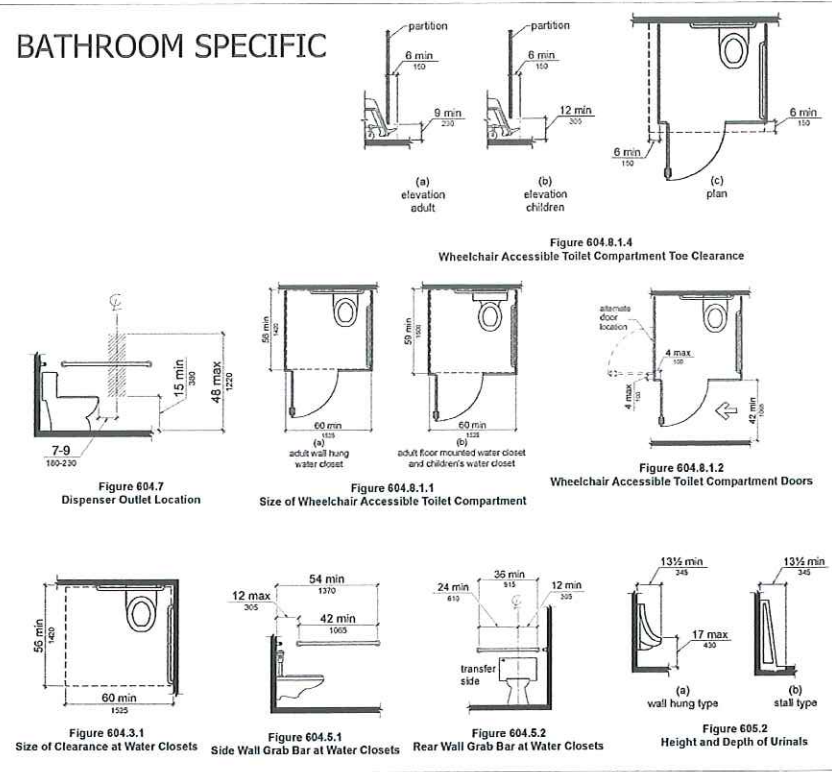 BATHROOM SPECIFIC
partition
6 min
150
9 min
230
(a)
elevation
adult
partition
6 min
150
12 min
305
(b)
elevation
children
6 min
150
6 min
150
(c)
plan
Figure 604.8.1.4
Wheelchair Accessible Toilet Compartment Toe Clearance
15 min
380
48 max
1220
7-9
180-230
Figure 604.7
Dispenser Outlet Location
56 min
1420
60 min
1525
(a)
adult wall hung
water closet
59 min
1500
60 min
1525
(b)
adult floor mounted water closet
and children's water closet
Figure 604.8.1.1
Size of Wheelchair Accessible Toilet Compartment
alternate
door
location
4 max
100
4 max
100
42 min
1065
Figure 604.8.1.2
Wheelchair Accessible Toilet Compartment Doors
56 min
1420
60 min
1525
Figure 604.3.1
Size of Clearance at Water Closets
54 min
1370
12 max
305
42 min
1065
Figure 604.5.1
Side Wall Grab Bar at Water Closets
36 min
915
24 min
610
12 min
305
transfer
side
Figure 604.5.2
Rear Wall Grab Bar at Water Closets
13½ min
345
17 max
430
(a)
wall hung type
13½ min
345
(b)
stall type
Figure 605.2
Height and Depth of Urinals